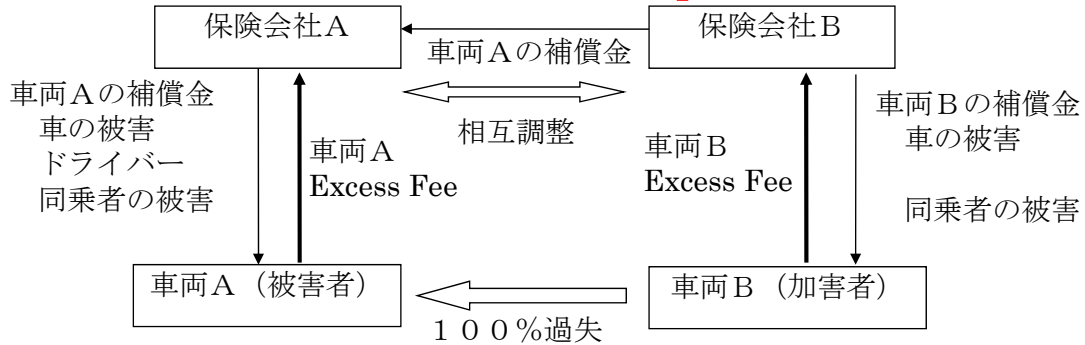 保険会社A
保険会社B
車両Aの補償金
相互調整
車両Aの補償金
車の被害
ドライバー
同乗者の被害
車両A
Excess Fee
車両B
Excess Fee
車両Bの補償金
車の被害
同乗者の被害
車両A（被害者）
車両B（加害者）
１００％過失